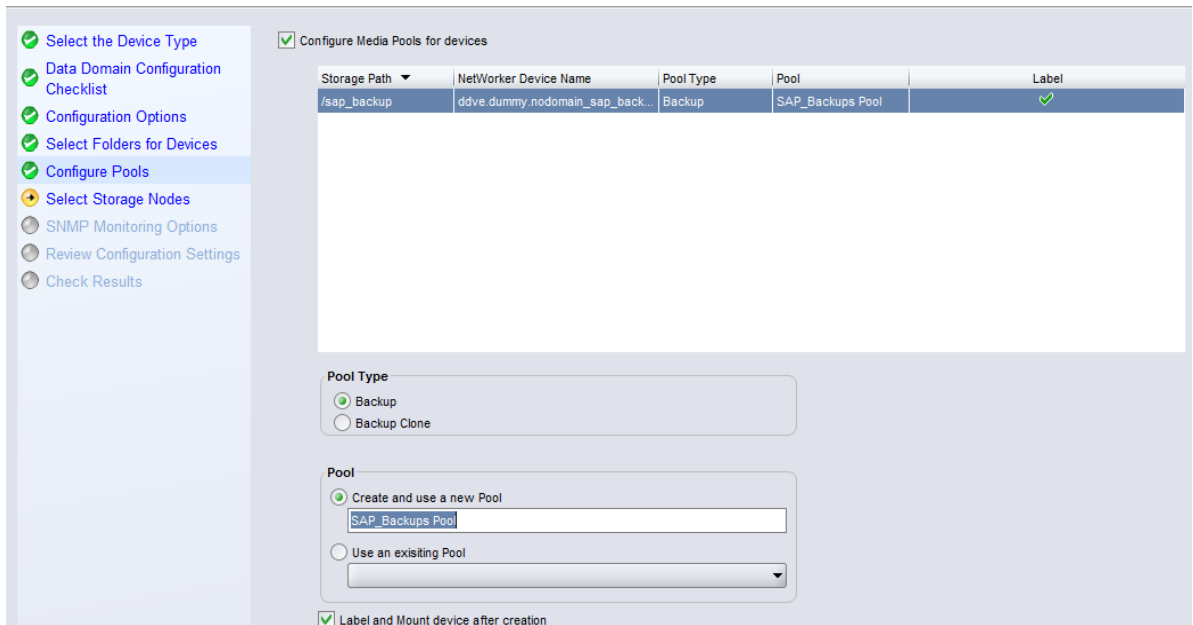 Select the Device Type
Data Domain Configuration
Checklist
Configuration Options
Select Folders for Devices
Configure Pools
Select Storage Nodes
SNMP Monitoring Options
Review Configuration Settings
Check Results
Configure Media Pools for devices
Storage Path NetWorker Device Name Pool Type Pool Label
/sap_backup ddve.dummy.nodomain_sap_back... Backup SAP_Backups Pool
Pool Type
Backup
Backup Clone
Pool
Create and use a new Pool
SAP_Backups Pool
Use an exisiting Pool
Label and Mount device after creation